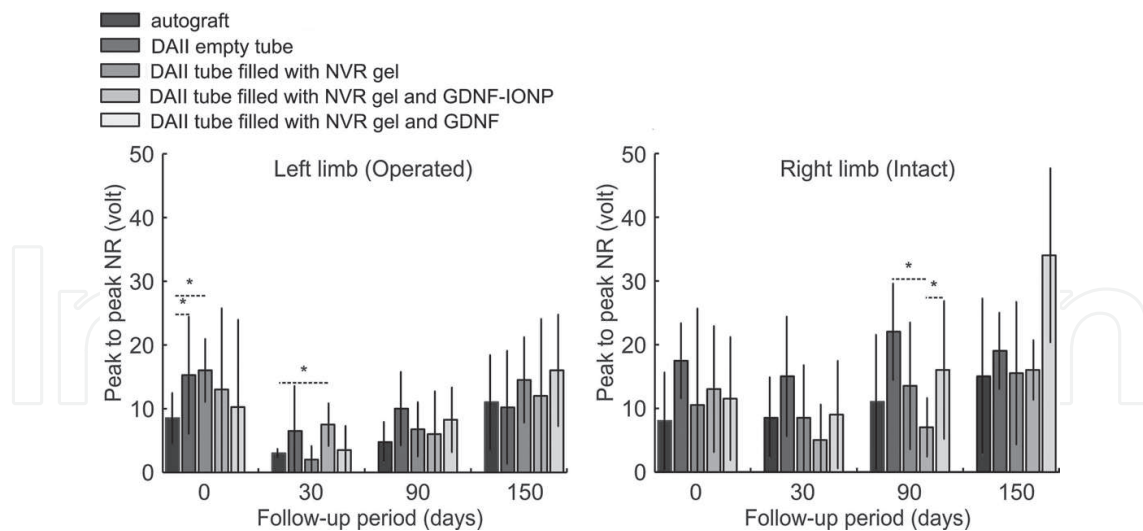 autograft
DAII empty tube
DAII tube filled with NVR gel
DAII tube filled with NVR gel and GDNF-IONP
DAII tube filled with NVR gel and GDNF
Left limb (Operated)
Peak to peak NR (volt)
50
40
30
20
10
0
*
*
*
0 30 90 150
Follow-up period (days)
Right limb (Intact)
Peak to peak NR (volt)
50
40
30
20
10
0
*
*
0 30 90 150
Follow-up period (days)